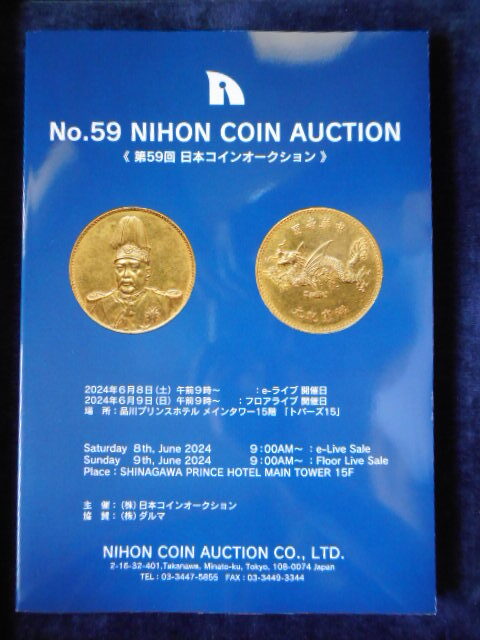 No.59 NIHON COIN AUCTION
《 第59回 日本コインオークション 》
2024年6月8日(土) 午前9時～ : e-ライブ 開催日
2024年6月9日(日) 午前9時～ : フロアライブ 開催日
場 所 : 品川プリンスホテル メインタワー15階 「トパーズ15」
Saturday 8th, June 2024 9:00AM～ : e-Live Sale
Sunday 9th, June 2024 9:00AM～ : Floor Live Sale
Place : SHINAGAWA PRINCE HOTEL MAIN TOWER 15F
主 催 : (株)日本コインオークション
協 賛 : (株)ダルマ
NIHON COIN AUCTION CO., LTD.
2-16-32-401,Takanawa, Minato-ku, Tokyo, 108-0074 Japan
TEL : 03-3447-5855 FAX : 03-3449-3344